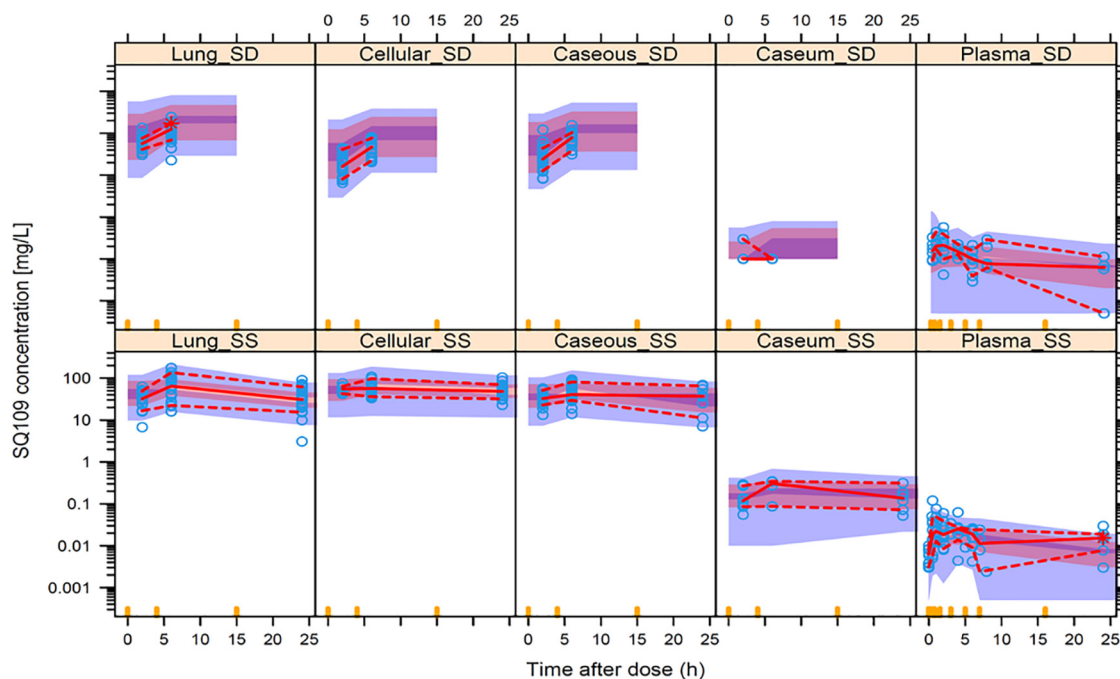 0 5 10 15 20 25 0 5 10 15 20 25
Lung_SD Cellular_SD Caseous_SD Caseum_SD Plasma_SD
SQ109 concentration [mg/L]
Lung_SS Cellular_SS Caseous_SS Caseum_SS Plasma_SS
100
10
1
0.1
0.01
0.001
0 5 10 15 20 25 0 5 10 15 20 25 0 5 10 15 20 25
Time after dose (h)